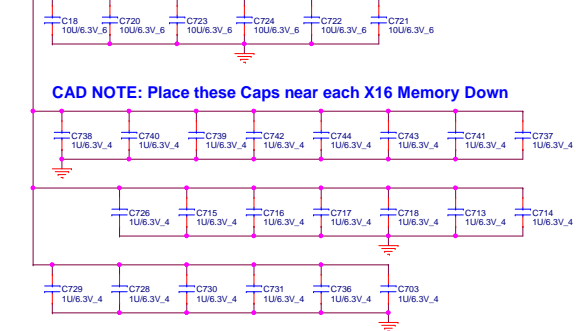 C18 C720 C723 C724 C722 C721
10U/6.3V_6 10U/6.3V_6 10U/6.3V_6 10U/6.3V_6 10U/6.3V_6 10U/6.3V_6
CAD NOTE: Place these Caps near each X16 Memory Down
C738 C740 C739 C742 C744 C743 C741 C737
1U/6.3V_4 1U/6.3V_4 1U/6.3V_4 1U/6.3V_4 1U/6.3V_4 1U/6.3V_4 1U/6.3V_4 1U/6.3V_4
C726 C715 C716 C717 C718 C713 C714
1U/6.3V_4 1U/6.3V_4 1U/6.3V_4 1U/6.3V_4 1U/6.3V_4 1U/6.3V_4 1U/6.3V_4
C729 C728 C730 C731 C736 C703
1U/6.3V_4 1U/6.3V_4 1U/6.3V_4 1U/6.3V_4 1U/6.3V_4 1U/6.3V_4